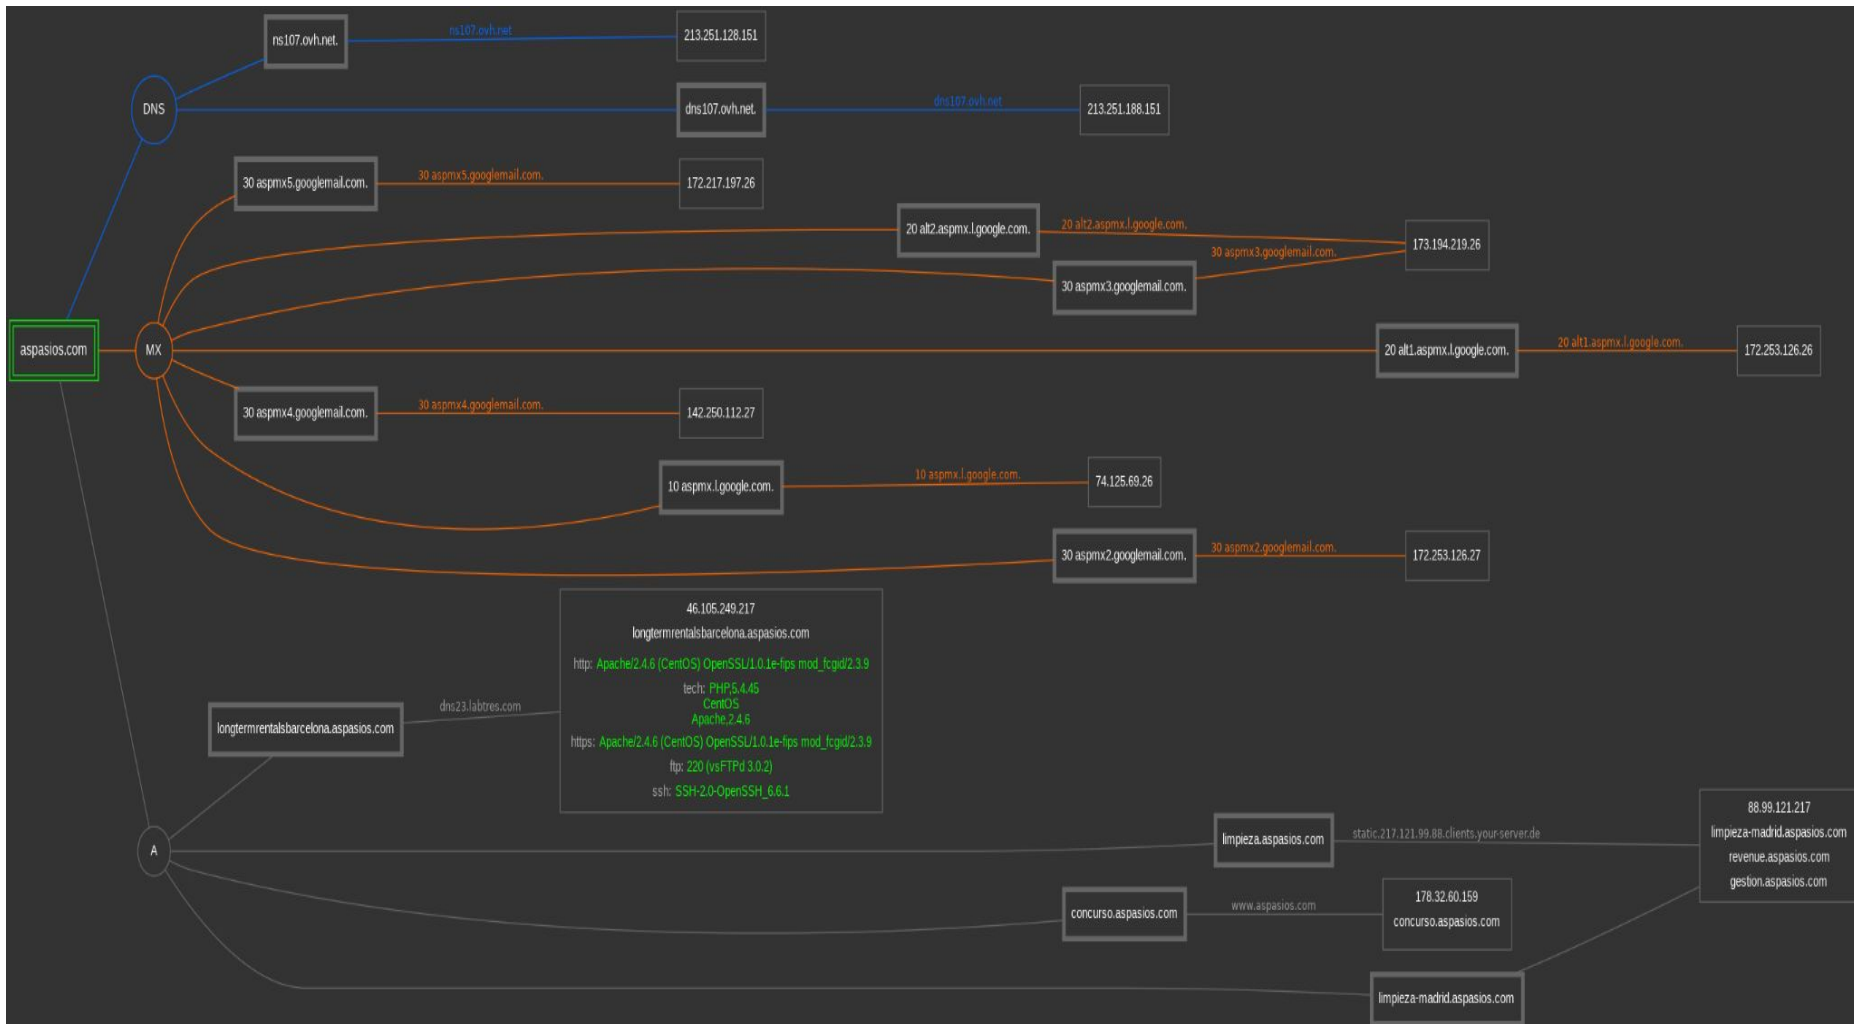 ns107.ovh.net.
ns107.ovh.net
213.251.128.151
DNS
dns107.ovh.net.
dns107.ovh.net
213.251.188.151
30 aspmx5.googlemail.com.
30 aspmx5.googlemail.com.
172.217.197.26
20 alt2.aspmx.l.google.com.
20 alt2.aspmx.l.google.com.
173.194.219.26
30 aspmx3.googlemail.com.
30 aspmx3.googlemail.com.
aspasios.com
MX
20 alt1.aspmx.l.google.com.
20 alt1.aspmx.l.google.com.
172.253.126.26
30 aspmx4.googlemail.com.
30 aspmx4.googlemail.com.
142.250.112.27
10 aspmx.l.google.com.
10 aspmx.l.google.com.
74.125.69.26
30 aspmx2.googlemail.com.
30 aspmx2.googlemail.com.
172.253.126.27
46.105.249.217
longtermrentalsbarcelona.aspasios.com
http: Apache/2.4.6 (CentOS) OpenSSL/1.0.1e-fips mod_fcgid/2.3.9
tech: PHP,5.4.45
CentOS
Apache,2.4.6
https: Apache/2.4.6 (CentOS) OpenSSL/1.0.1e-fips mod_fcgid/2.3.9
ftp: 220 (vsFTPd 3.0.2)
ssh: SSH-2.0-OpenSSH_6.6.1
longtermrentalsbarcelona.aspasios.com
dns23.labtres.com
A
limpieza.aspasios.com
static.217.121.99.88.clients.your-server.de
88.99.121.217
limpieza-madrid.aspasios.com
revenue.aspasios.com
gestion.aspasios.com
concurso.aspasios.com
www.aspasios.com
178.32.60.159
concurso.aspasios.com
limpieza-madrid.aspasios.com